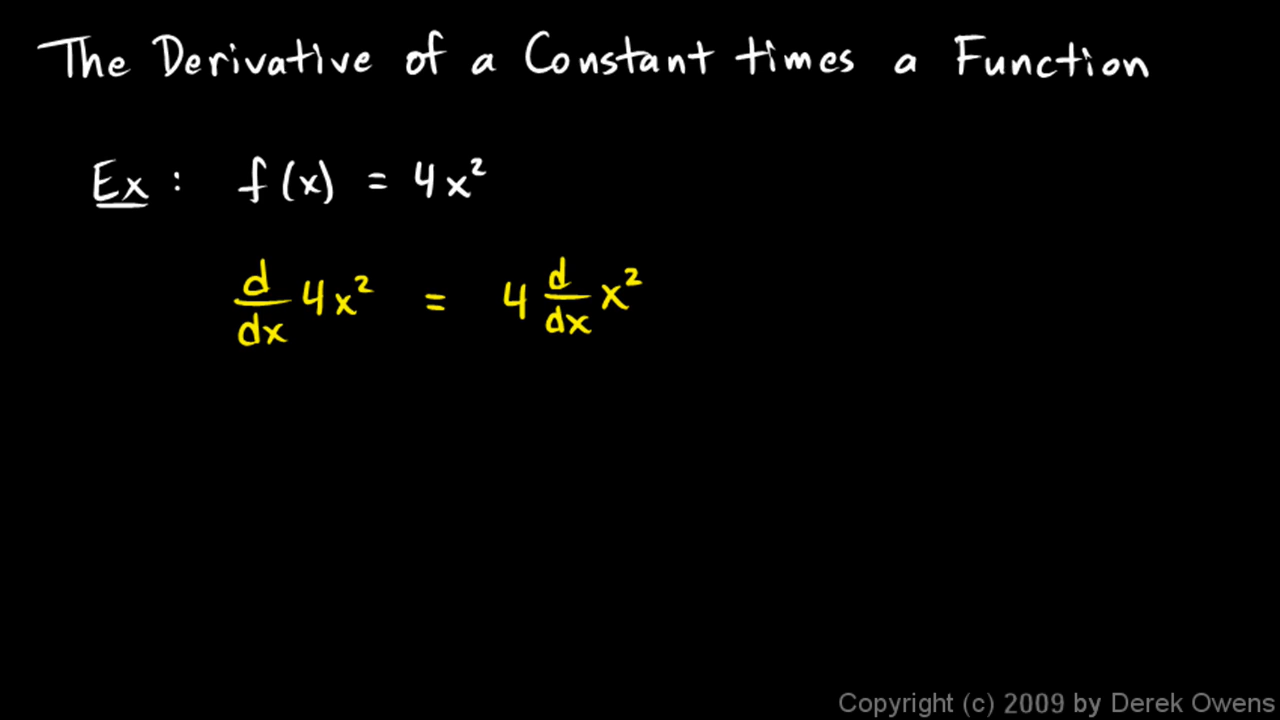 The Derivative of a Constant times a Function
Ex : f(x) = 4x²
d/dx 4x² = 4 d/dx x²
Copyright (c) 2009 by Derek Owens